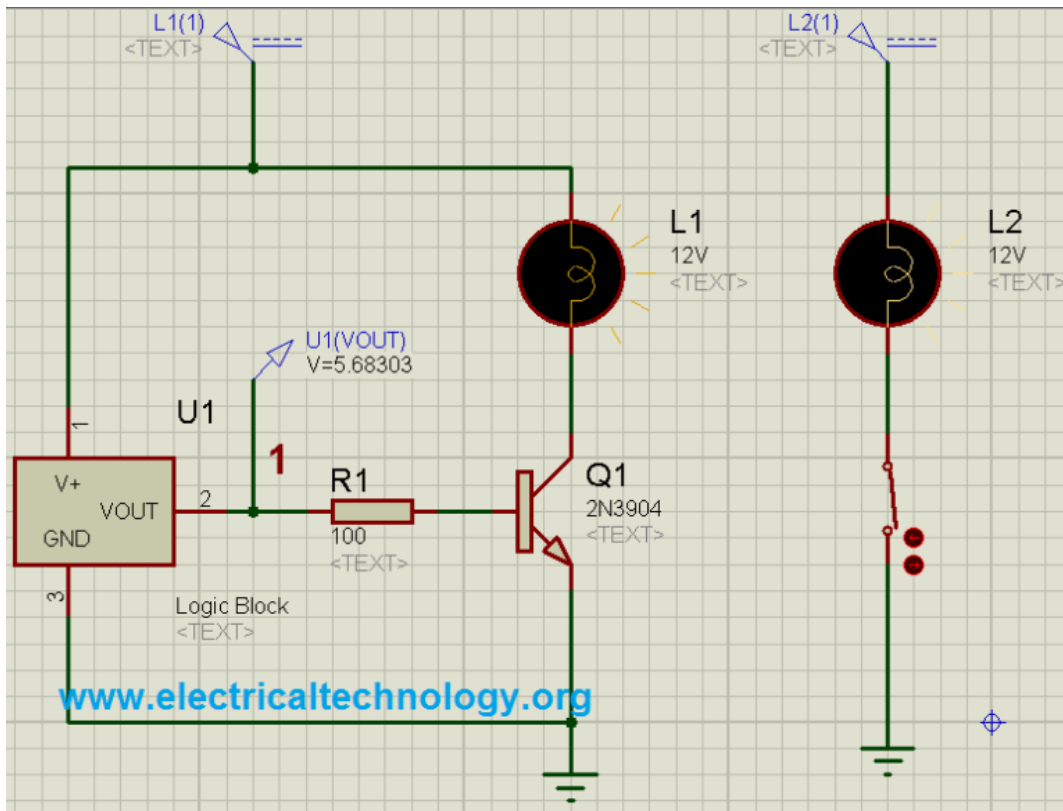 L1(1)
<TEXT>
L2(1)
<TEXT>
L1
12V
<TEXT>
L2
12V
<TEXT>
U1(VOUT)
V=5.68303
U1
1
1
V+
VOUT
GND
2
3
R1
100
<TEXT>
Q1
2N3904
<TEXT>
Logic Block
<TEXT>
www.electricaltechnology.org